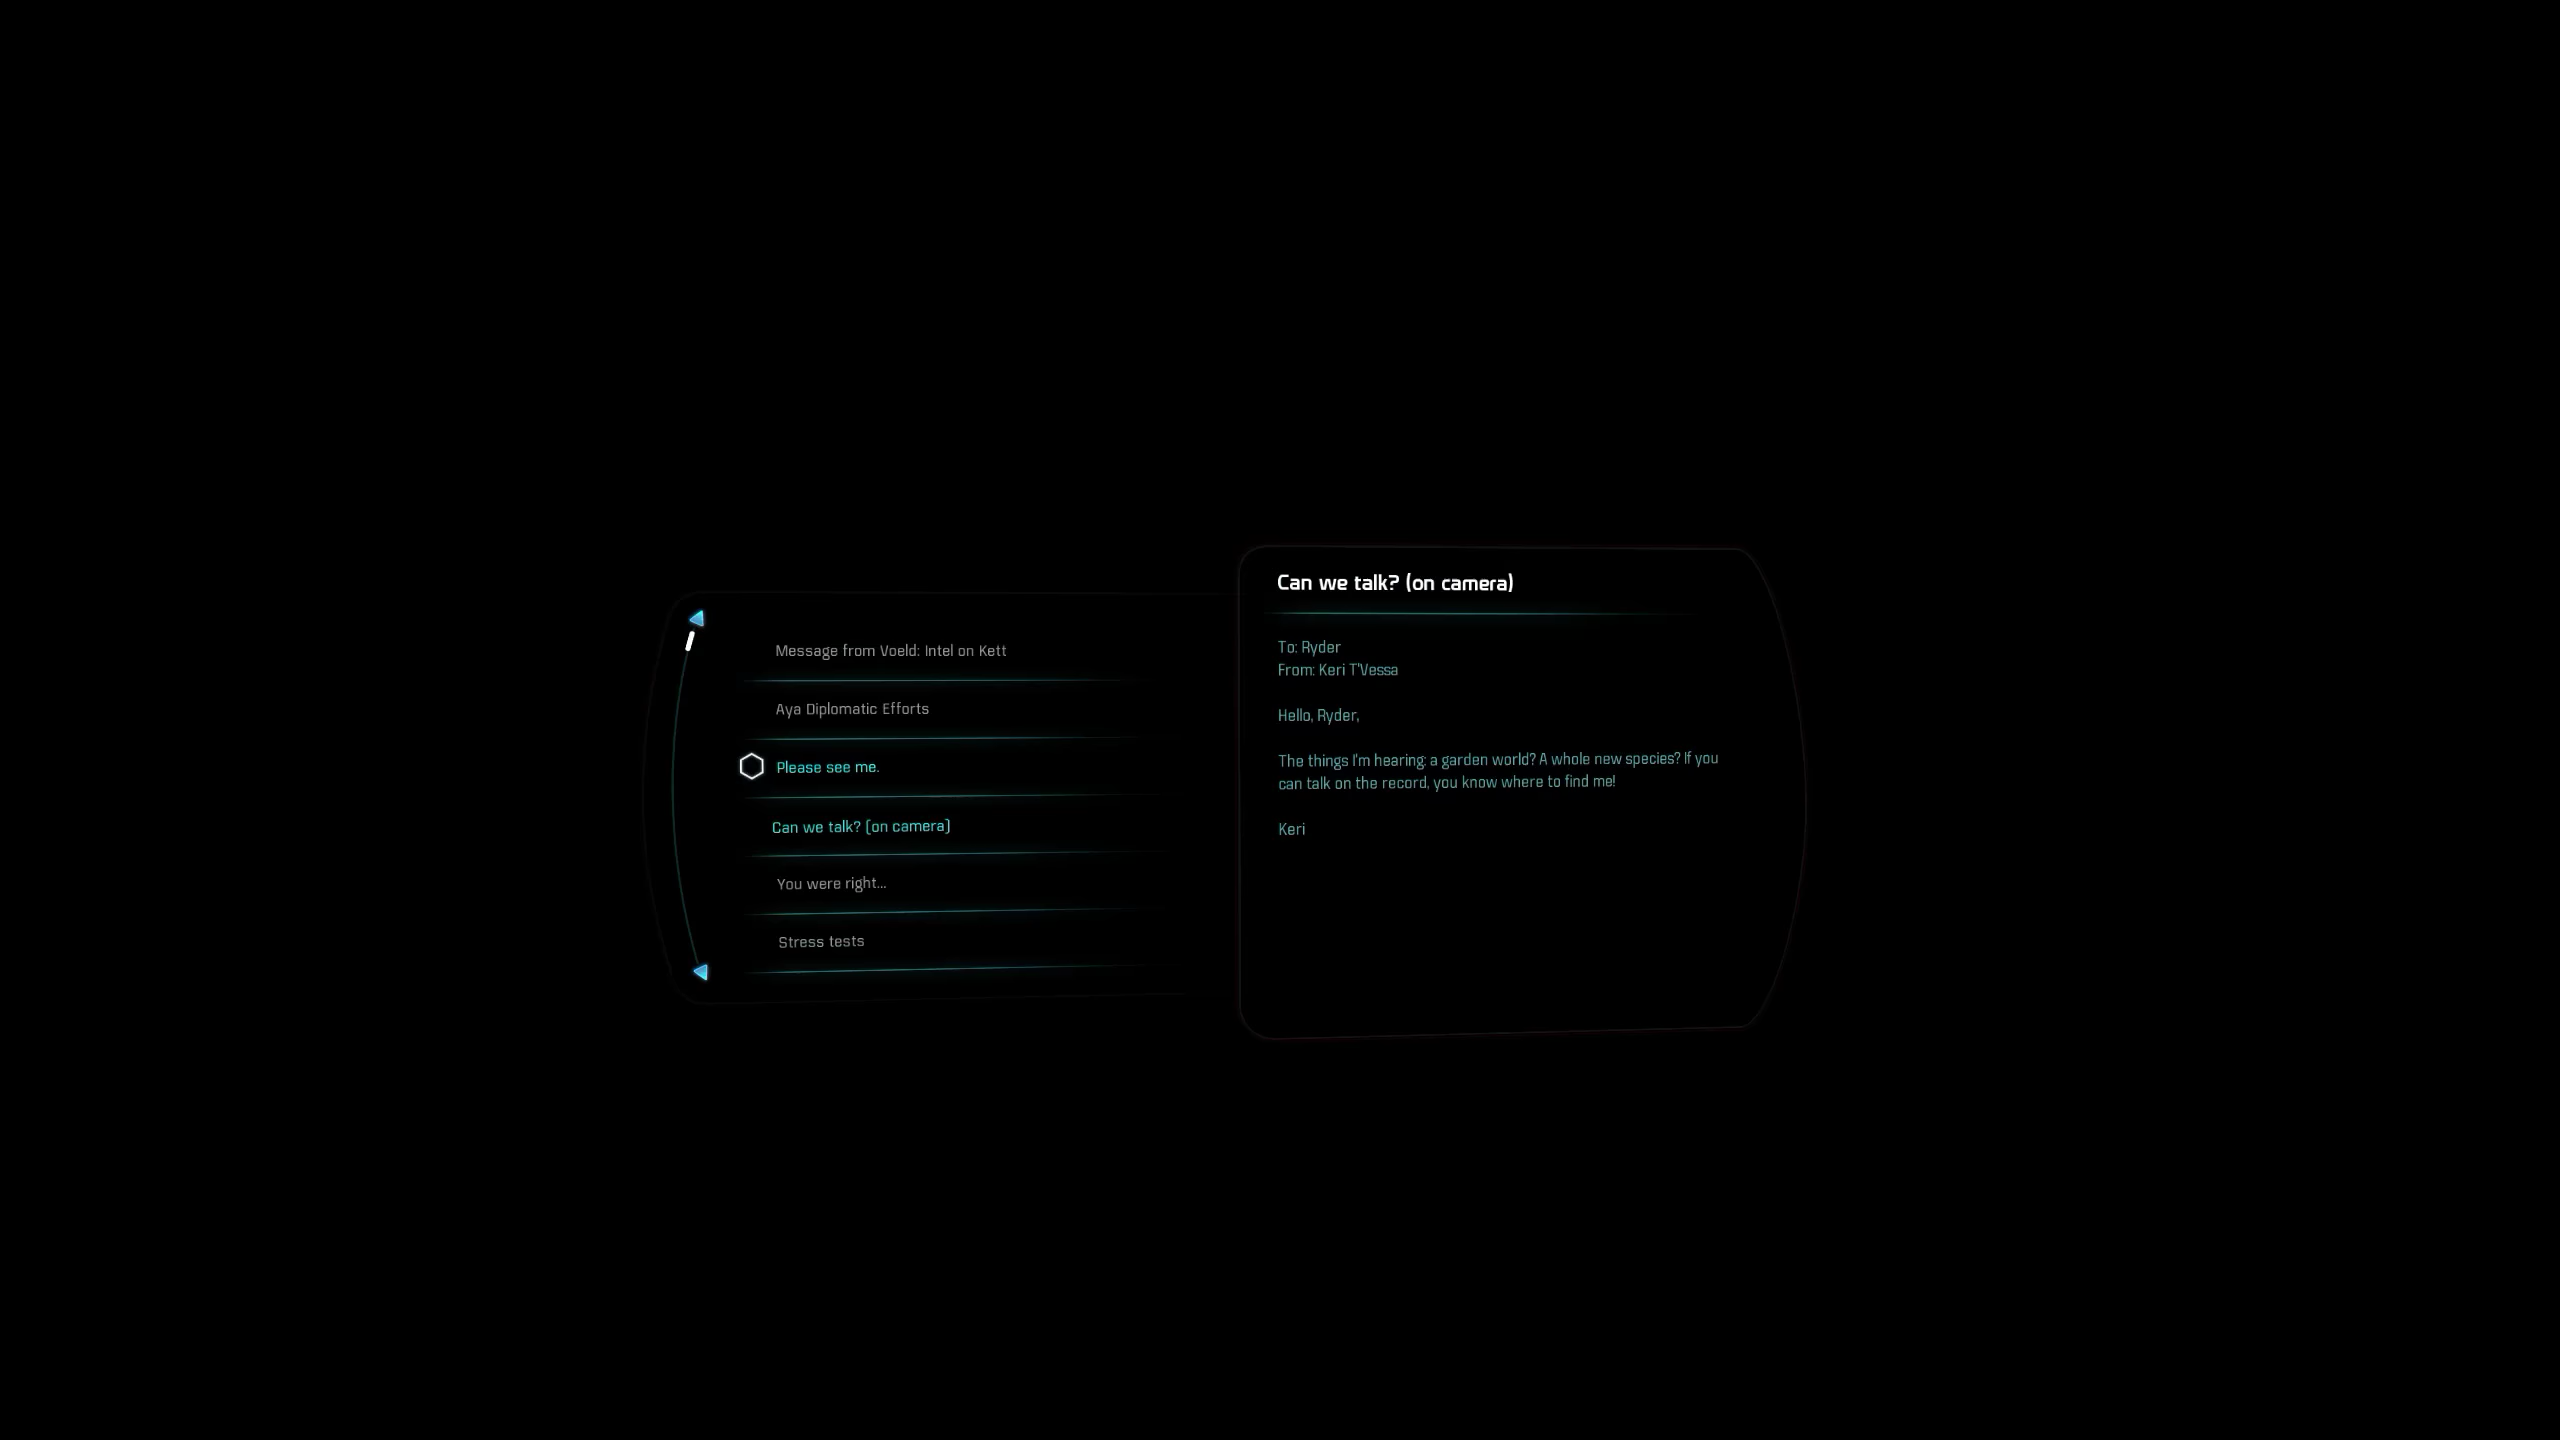 Message from Voeld: Intel on Kett
Aya Diplomatic Efforts
Please see me.
Can we talk? (on camera)
You were right...
Stress tests
Can we talk? (on camera)
To: Ryder
From: Keri T'Vessa
Hello, Ryder,
The things I'm hearing: a garden world? A whole new species? If you
can talk on the record, you know where to find me!
Keri